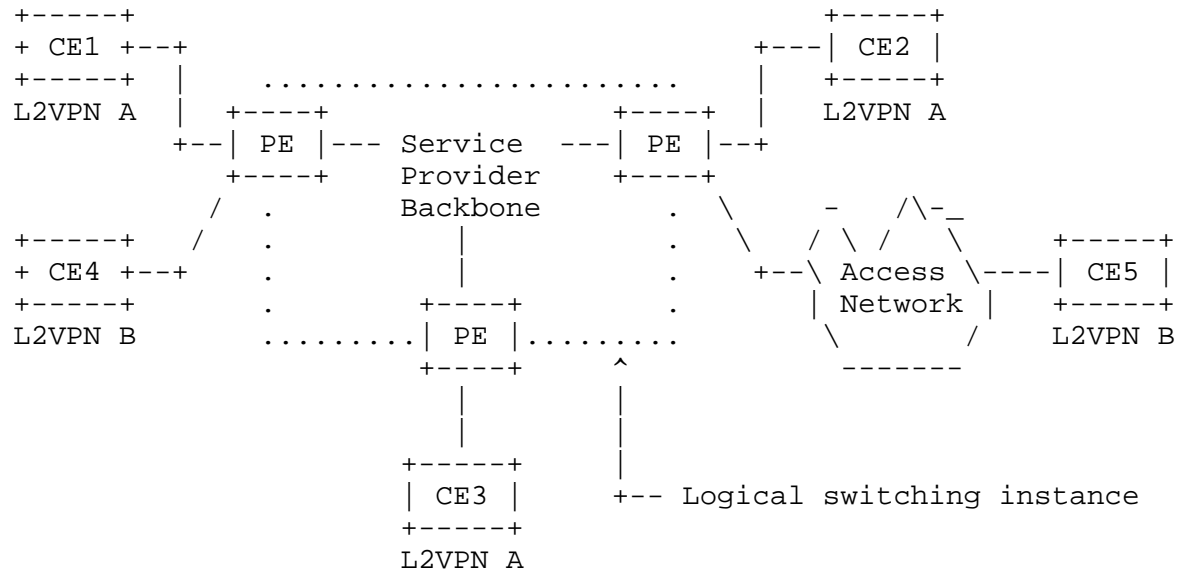 CE1 CE2
L2VPN A L2VPN A
PE Service PE
Provider
Backbone
CE4 Access CE5
Network
L2VPN B PE L2VPN B
CE3 Logical switching instance
L2VPN A